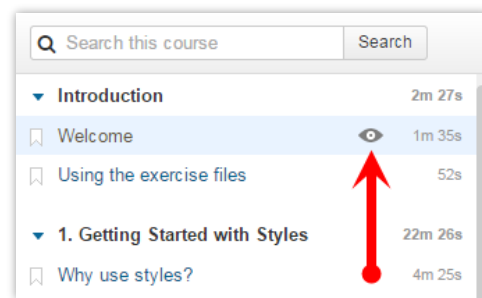 Search this course Search
Introduction 2m 27s
Welcome 1m 35s
Using the exercise files 52s
1. Getting Started with Styles 22m 26s
Why use styles? 4m 25s